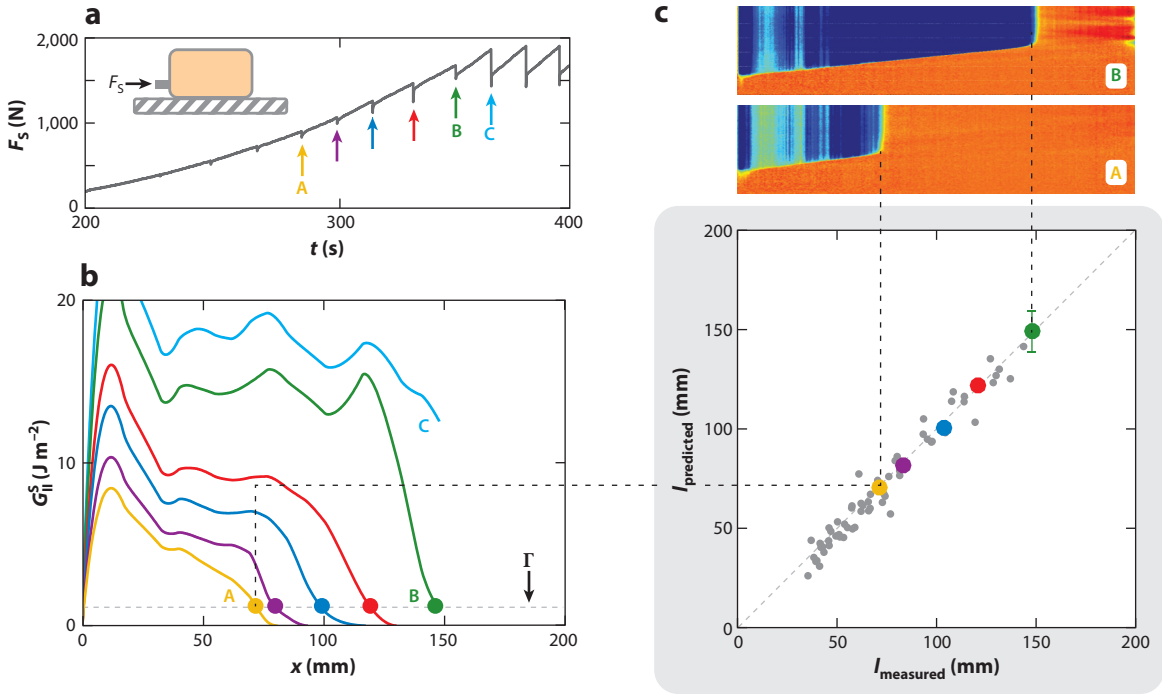 a
2,000
1,000
0
F_S (N)
F_S
A
B
C
200
300
400
t (s)
b
20
10
0
G_II^S (J m⁻²)
C
A
B
Γ
0
50
100
150
200
x (mm)
c
B
A
200
150
100
50
0
l_predicted (mm)
0
50
100
150
200
l_measured (mm)